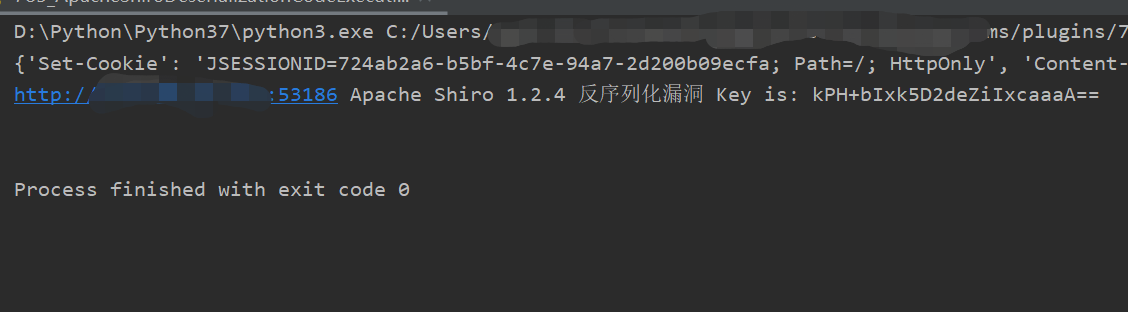 D:\Python\Python37\python3.exe C:/Users/ ms/plugins/7
{'Set-Cookie': 'JSESSIONID=724ab2a6-b5bf-4c7e-94a7-2d200b09ecfa; Path=/; HttpOnly', 'Content-
http:// :53186 Apache Shiro 1.2.4 反序列化漏洞 Key is: kPH+bIxk5D2deZiIxcaaaA==
Process finished with exit code 0